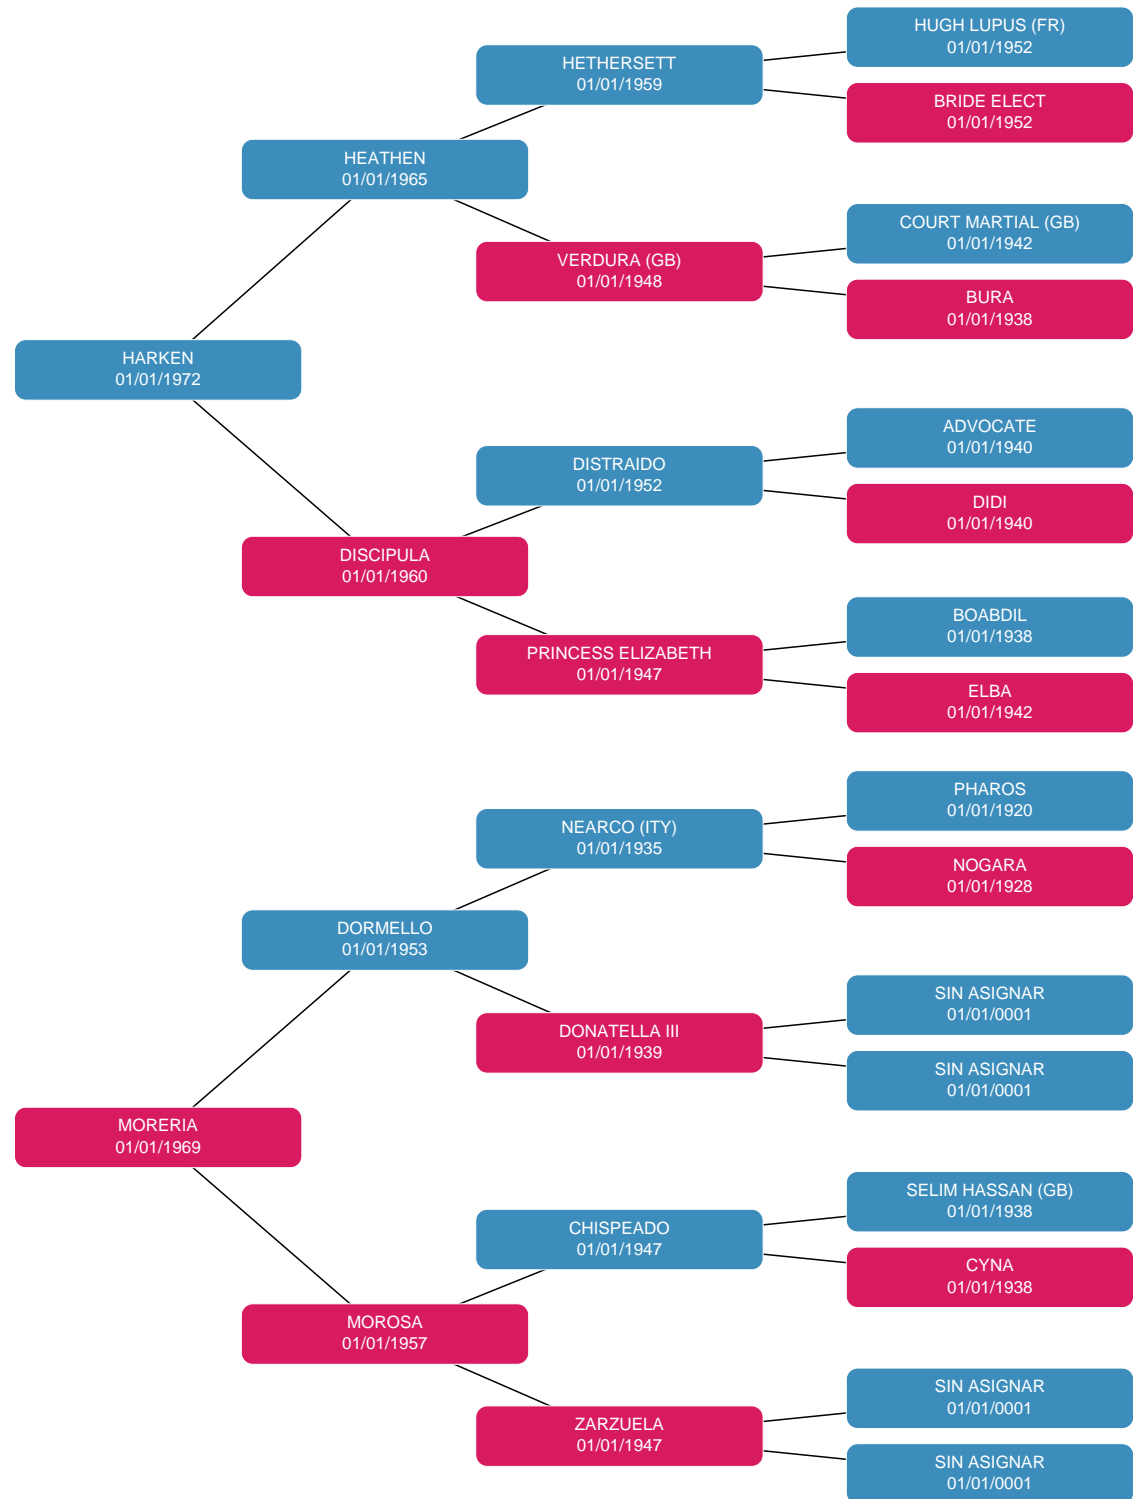 HUGH LUPUS (FR)
01/01/1952
HETHERSETT
01/01/1959
BRIDE ELECT
01/01/1952
HEATHEN
01/01/1965
COURT MARTIAL (GB)
01/01/1942
VERDURA (GB)
01/01/1948
BURA
01/01/1938
HARKEN
01/01/1972
ADVOCATE
01/01/1940
DISTRAIDO
01/01/1952
DIDI
01/01/1940
DISCIPULA
01/01/1960
BOABDIL
01/01/1938
PRINCESS ELIZABETH
01/01/1947
ELBA
01/01/1942
PHAROS
01/01/1920
NEARCO (ITY)
01/01/1935
NOGARA
01/01/1928
DORMELLO
01/01/1953
SIN ASIGNAR
01/01/0001
DONATELLA III
01/01/1939
SIN ASIGNAR
01/01/0001
MORERIA
01/01/1969
SELIM HASSAN (GB)
01/01/1938
CHISPEADO
01/01/1947
CYNA
01/01/1938
MOROSA
01/01/1957
SIN ASIGNAR
01/01/0001
ZARZUELA
01/01/1947
SIN ASIGNAR
01/01/0001